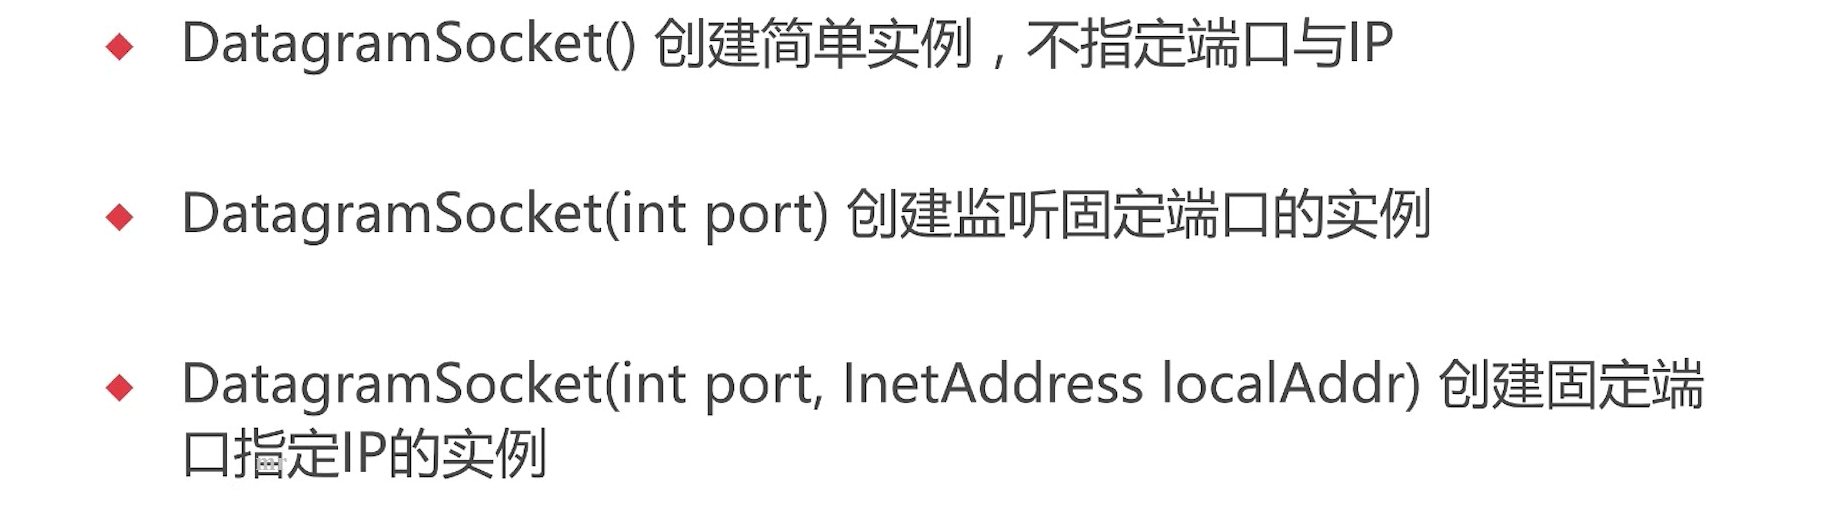 DatagramSocket() 创建简单实例，不指定端口与IP
DatagramSocket(int port) 创建监听固定端口的实例
DatagramSocket(int port, InetAddress localAddr) 创建固定端
口指定IP的实例